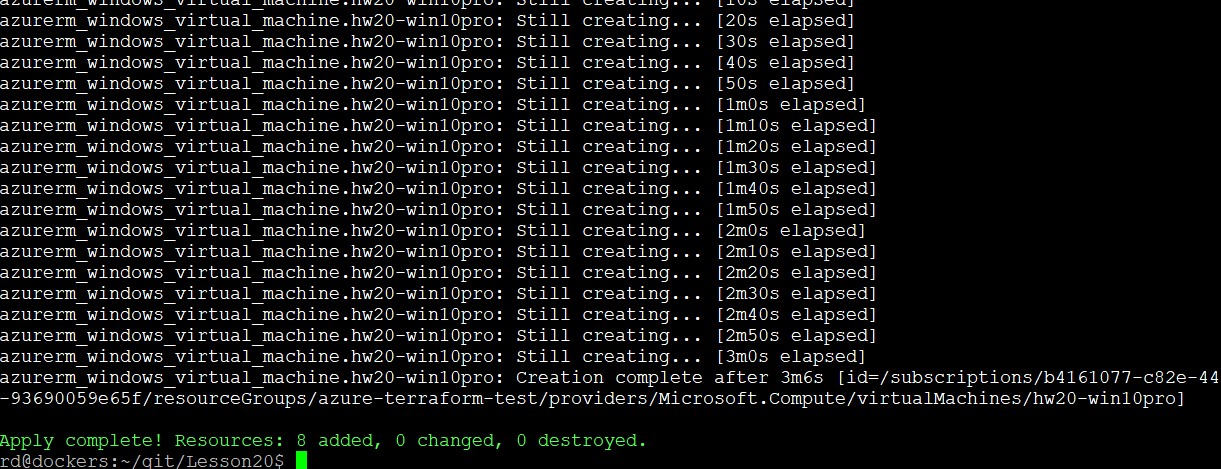 azurerm_windows_virtual_machine.hw20-win10pro: Still creating... [10s elapsed]
azurerm_windows_virtual_machine.hw20-win10pro: Still creating... [20s elapsed]
azurerm_windows_virtual_machine.hw20-win10pro: Still creating... [30s elapsed]
azurerm_windows_virtual_machine.hw20-win10pro: Still creating... [40s elapsed]
azurerm_windows_virtual_machine.hw20-win10pro: Still creating... [50s elapsed]
azurerm_windows_virtual_machine.hw20-win10pro: Still creating... [1m0s elapsed]
azurerm_windows_virtual_machine.hw20-win10pro: Still creating... [1m10s elapsed]
azurerm_windows_virtual_machine.hw20-win10pro: Still creating... [1m20s elapsed]
azurerm_windows_virtual_machine.hw20-win10pro: Still creating... [1m30s elapsed]
azurerm_windows_virtual_machine.hw20-win10pro: Still creating... [1m40s elapsed]
azurerm_windows_virtual_machine.hw20-win10pro: Still creating... [1m50s elapsed]
azurerm_windows_virtual_machine.hw20-win10pro: Still creating... [2m0s elapsed]
azurerm_windows_virtual_machine.hw20-win10pro: Still creating... [2m10s elapsed]
azurerm_windows_virtual_machine.hw20-win10pro: Still creating... [2m20s elapsed]
azurerm_windows_virtual_machine.hw20-win10pro: Still creating... [2m30s elapsed]
azurerm_windows_virtual_machine.hw20-win10pro: Still creating... [2m40s elapsed]
azurerm_windows_virtual_machine.hw20-win10pro: Still creating... [2m50s elapsed]
azurerm_windows_virtual_machine.hw20-win10pro: Still creating... [3m0s elapsed]
azurerm_windows_virtual_machine.hw20-win10pro: Creation complete after 3m6s [id=/subscriptions/b4161077-c82e-44
-93690059e65f/resourceGroups/azure-terraform-test/providers/Microsoft.Compute/virtualMachines/hw20-win10pro]
Apply complete! Resources: 8 added, 0 changed, 0 destroyed.
rd@dockers:~/git/Lesson20$